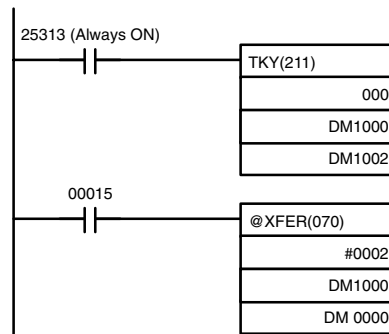 25313 (Always ON)
TKY(211)
000
DM1000
DM1002
00015
@XFER(070)
#0002
DM1000
DM 0000